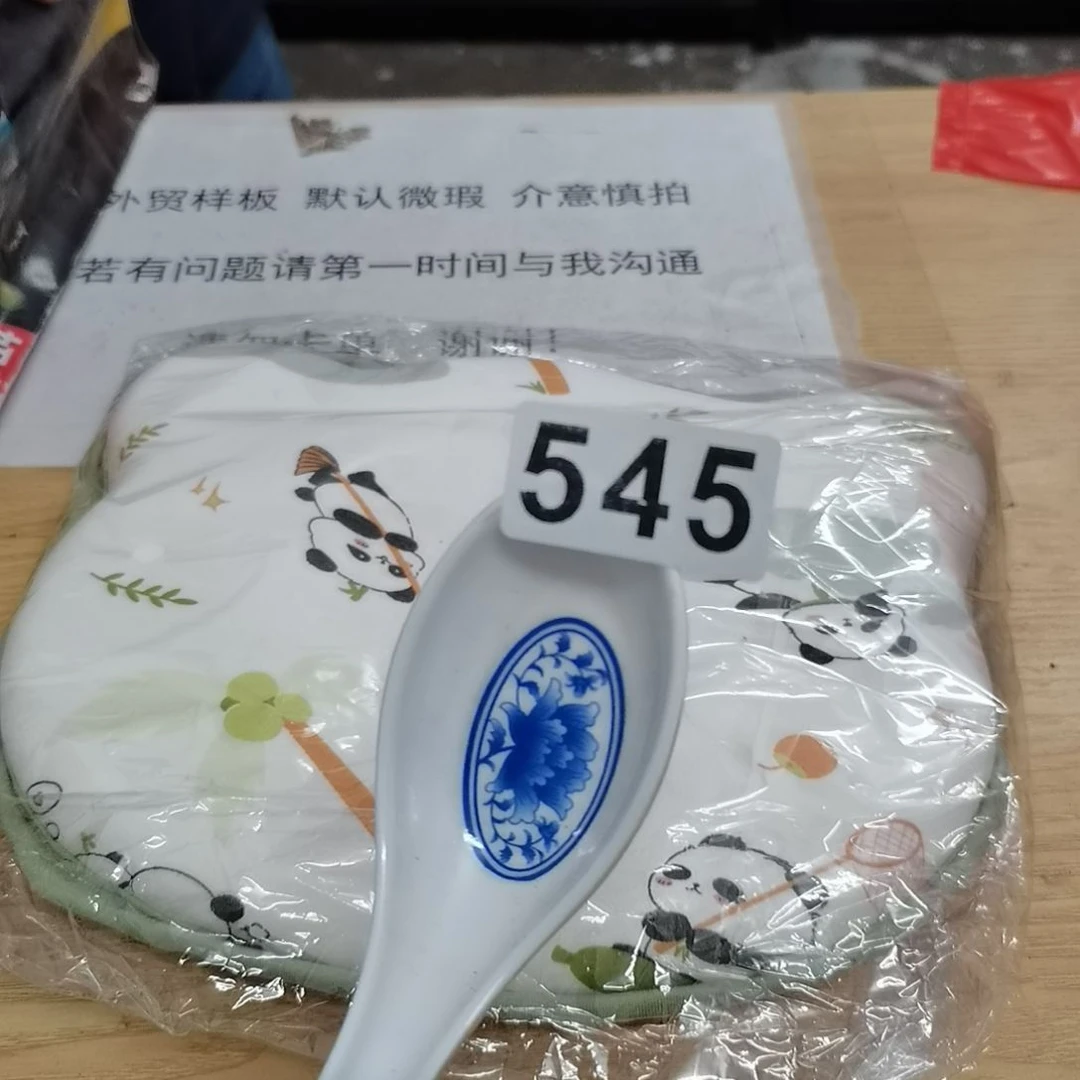 外贸样板 默认微瑕 介意慎拍
若有问题请第一时间与我沟通
谢谢!
545